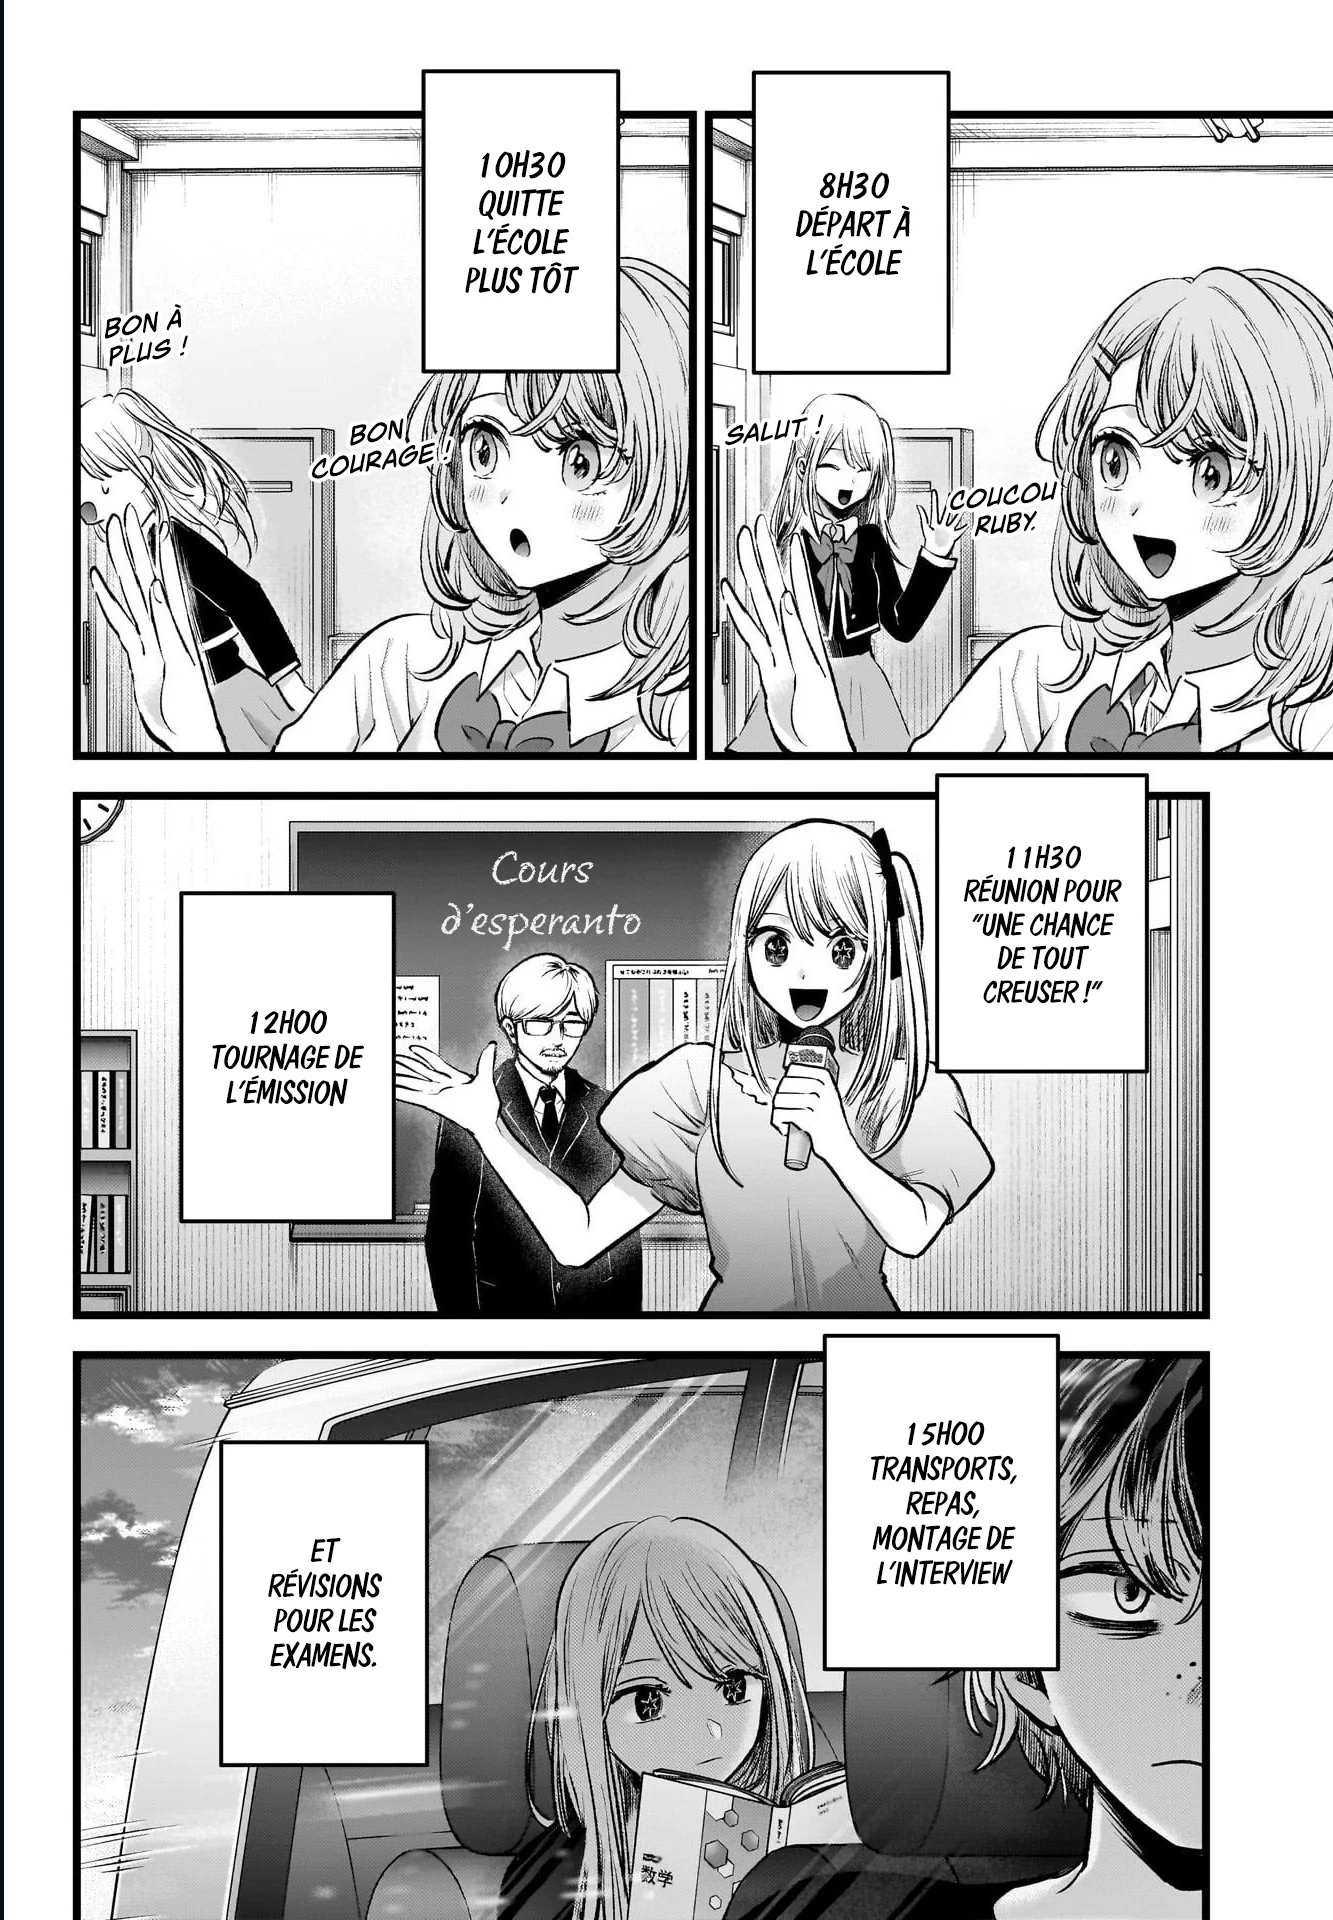 8H30
DÉPART À
L'ÉCOLE
SALUT !
COUCOU
RUBY.
10H30
QUITTE
L'ÉCOLE
PLUS TÔT
BON
COURAGE !
BON À
PLUS !
11H30
RÉUNION POUR
"UNE CHANCE
DE TOUT
CREUSER !"
Cours
d'esperanto
12H00
TOURNAGE DE
L'ÉMISSION
15H00
TRANSPORTS,
REPAS,
MONTAGE DE
L'INTERVIEW
ET
RÉVISIONS
POUR LES
EXAMENS.
数学